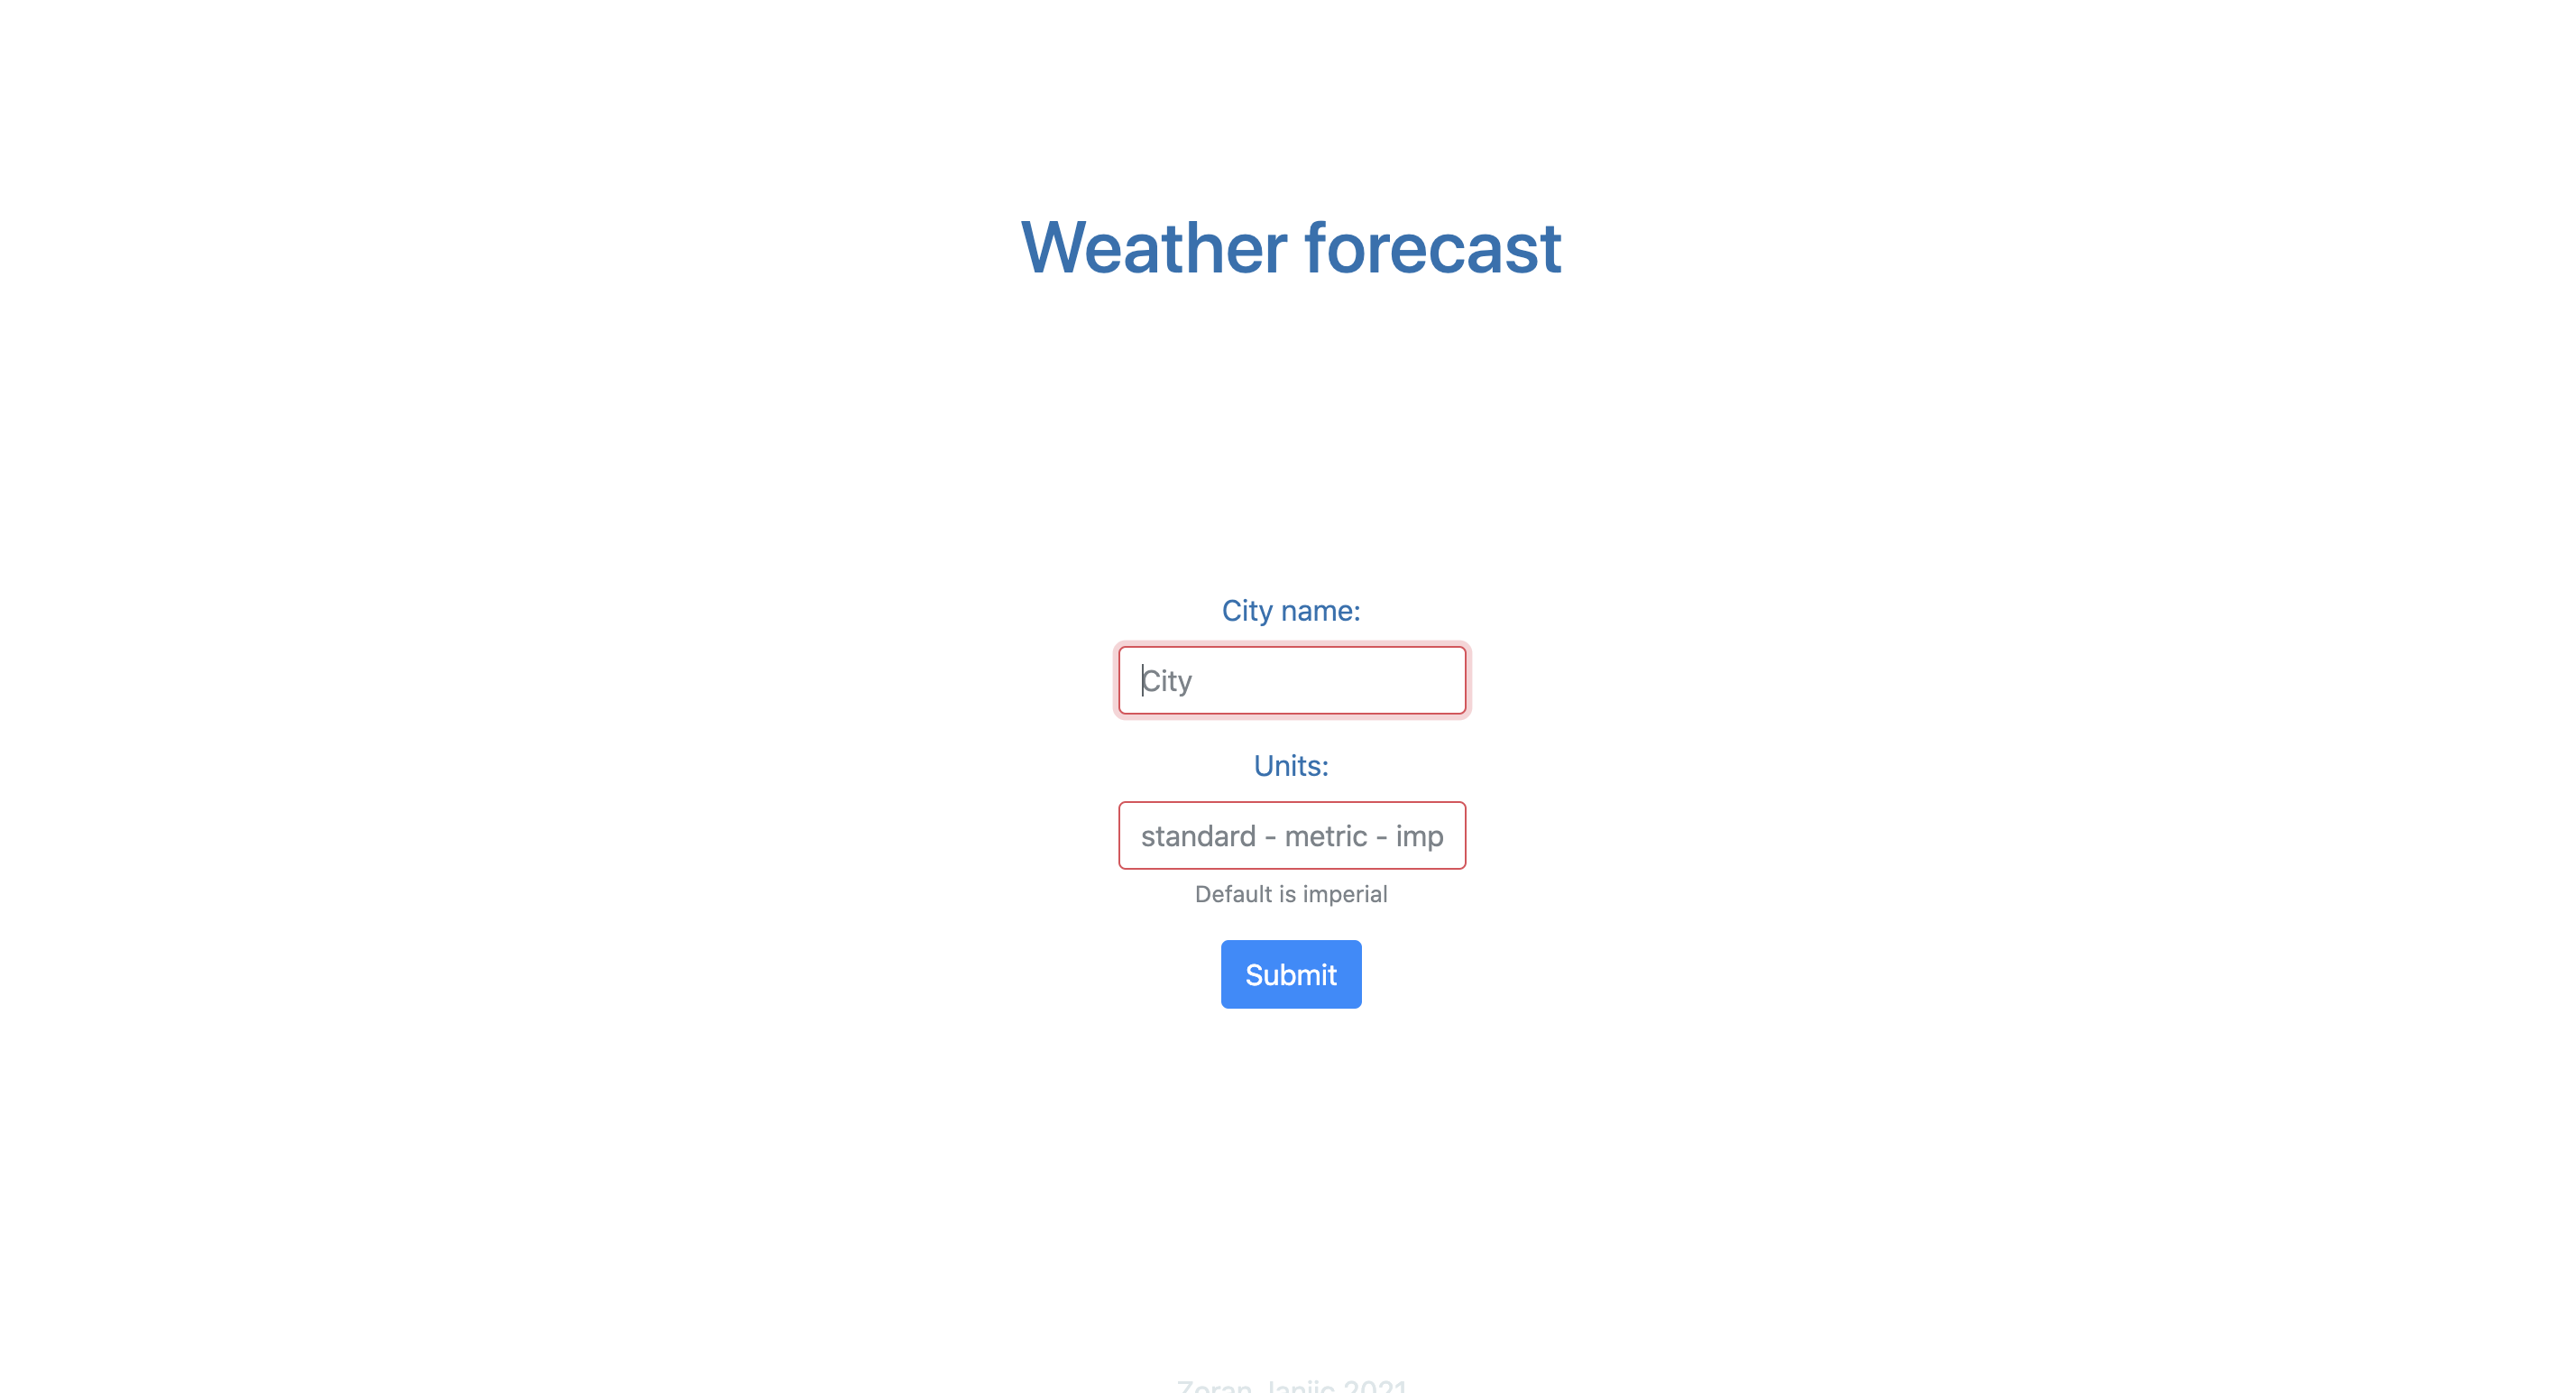 Weather forecast
City name:
City
Units:
standard - metric - imp
Default is imperial
Submit
Zoran Janjic 2021